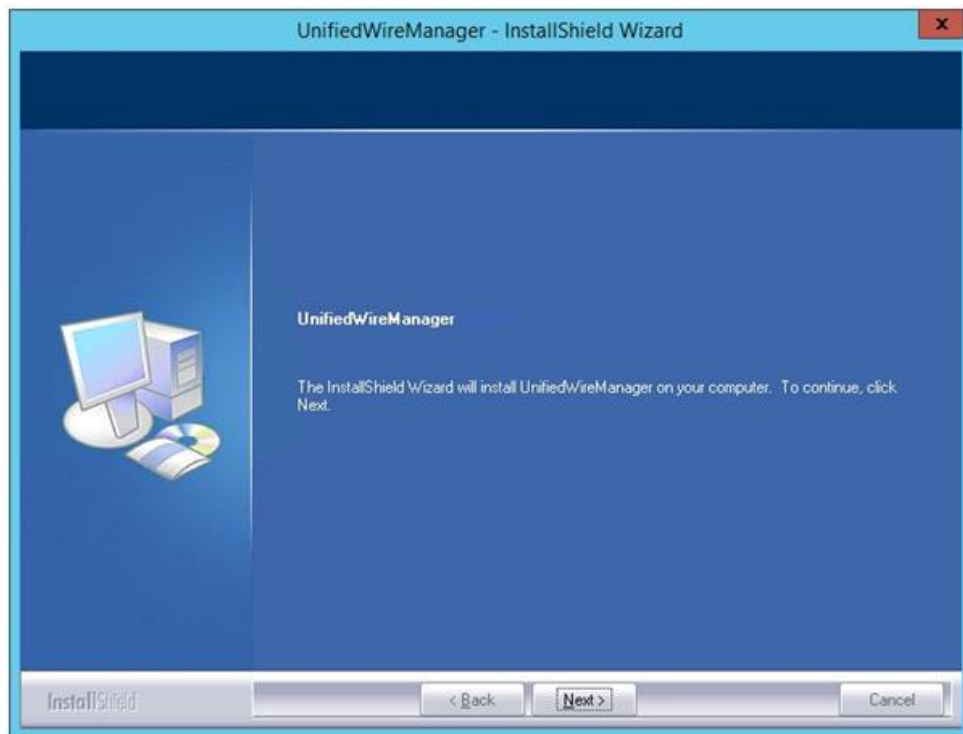 UnifiedWireManager - InstallShield Wizard
x
UnifiedWireManager
The InstallShield Wizard will install UnifiedWireManager on your computer. To continue, click
Next.
InstallShield
< Back
Next >
Cancel